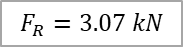 F_R = 3.07 kN